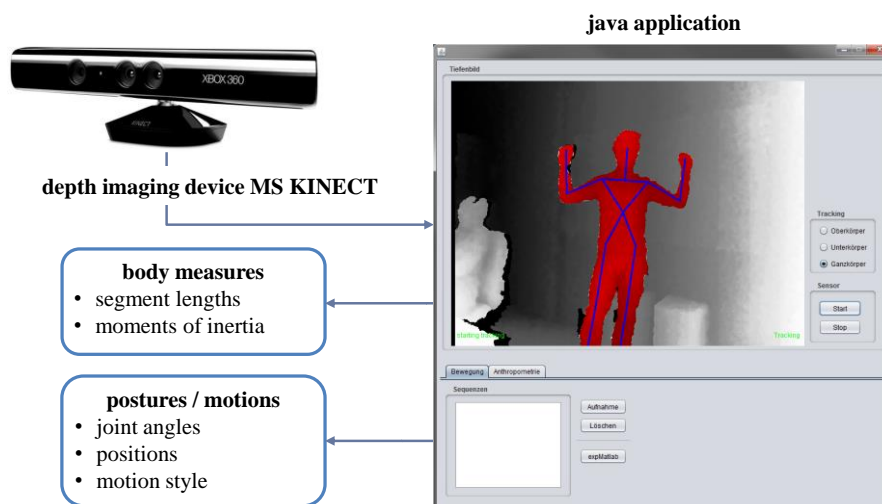 java application
XBOX 360
KINECT
depth imaging device MS KINECT
body measures
• segment lengths
• moments of inertia
postures / motions
• joint angles
• positions
• motion style
Tiefenbild
starting tracking
Tracking
Tracking
Oberkörper
Unterkörper
Ganzkörper
Sensor
Start
Stop
Bewegung
Anthropometrie
Sequenzen
Aufnahme
Löschen
expMatlab